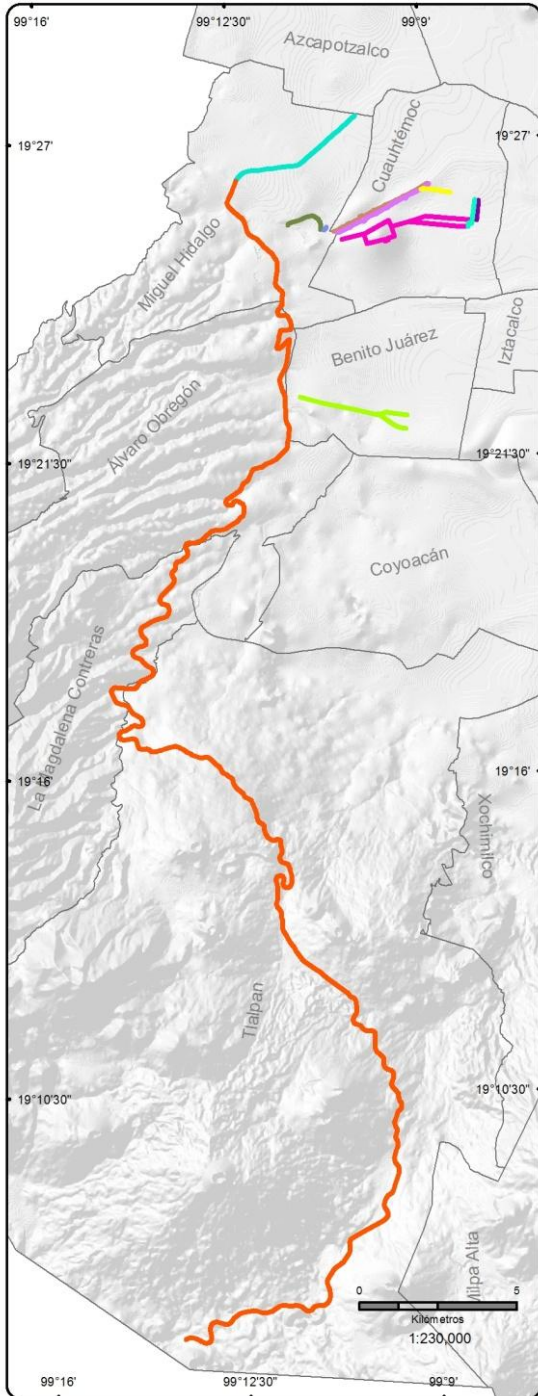 99°16' 99°12'30" 99°9'
Azcapotzalco
19°27' 19°27'
Cuauhtémoc
Miguel Hidalgo
Benito Juárez
Iztacalco
Álvaro Obregón
19°21'30" 19°21'30"
Coyoacán
La Magdalena Contreras
19°16' 19°16'
Xochimilco
Tlalpan
19°10'30" 19°10'30"
Milpa Alta
0 5
Kilómetros
1:230,000
99°16' 99°12'30" 99°9'